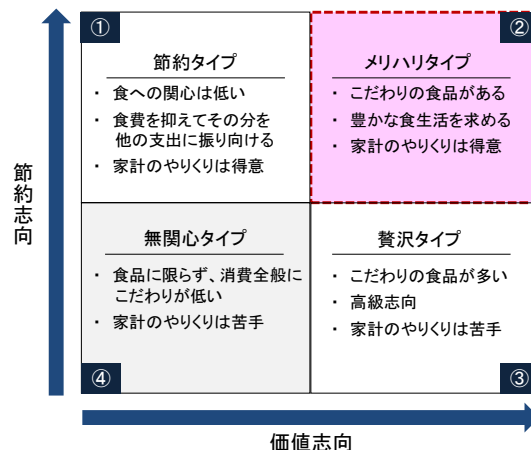 ①
節約タイプ
・ 食への関心は低い
・ 食費を抑えてその分を
他の支出に振り向ける
・ 家計のやりくりは得意
②
メリハリタイプ
・ こだわりの食品がある
・ 豊かな食生活を求める
・ 家計のやりくりは得意
節約志向
無関心タイプ
・ 食品に限らず、消費全般に
こだわりが低い
・ 家計のやりくりは苦手
④
贅沢タイプ
・ こだわりの食品が多い
・ 高級志向
・ 家計のやりくりは苦手
③
価値志向